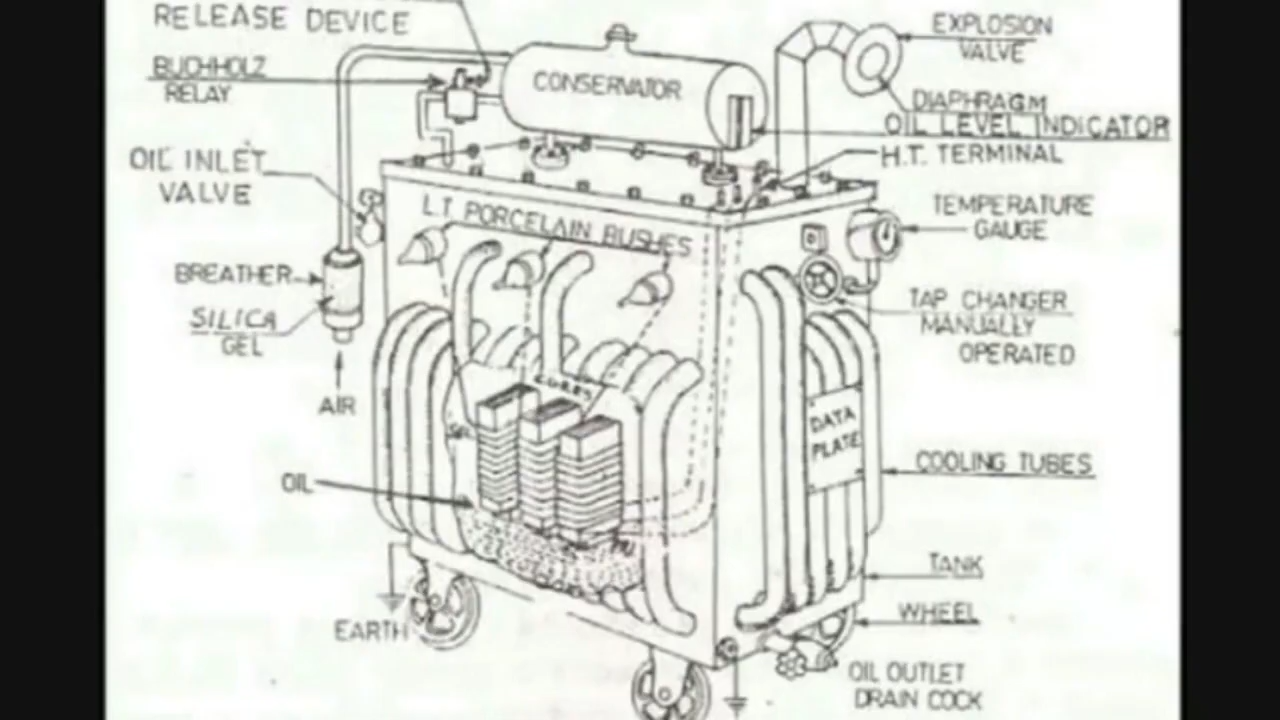 RELEASE DEVICE
BUCHHOLZ
RELAY
OIL INLET
VALVE
BREATHER
SILICA
GEL
AIR
OIL
EARTH
CONSERVATOR
L.T. PORCELAIN BUSHES
CORES
EXPLOSION
VALVE
DIAPHRAGM
OIL LEVEL INDICATOR
H.T. TERMINAL
TEMPERATURE
GAUGE
TAP CHANGER
MANUALLY
OPERATED
DATA
PLATE
COOLING TUBES
TANK
WHEEL
OIL OUTLET
DRAIN COCK